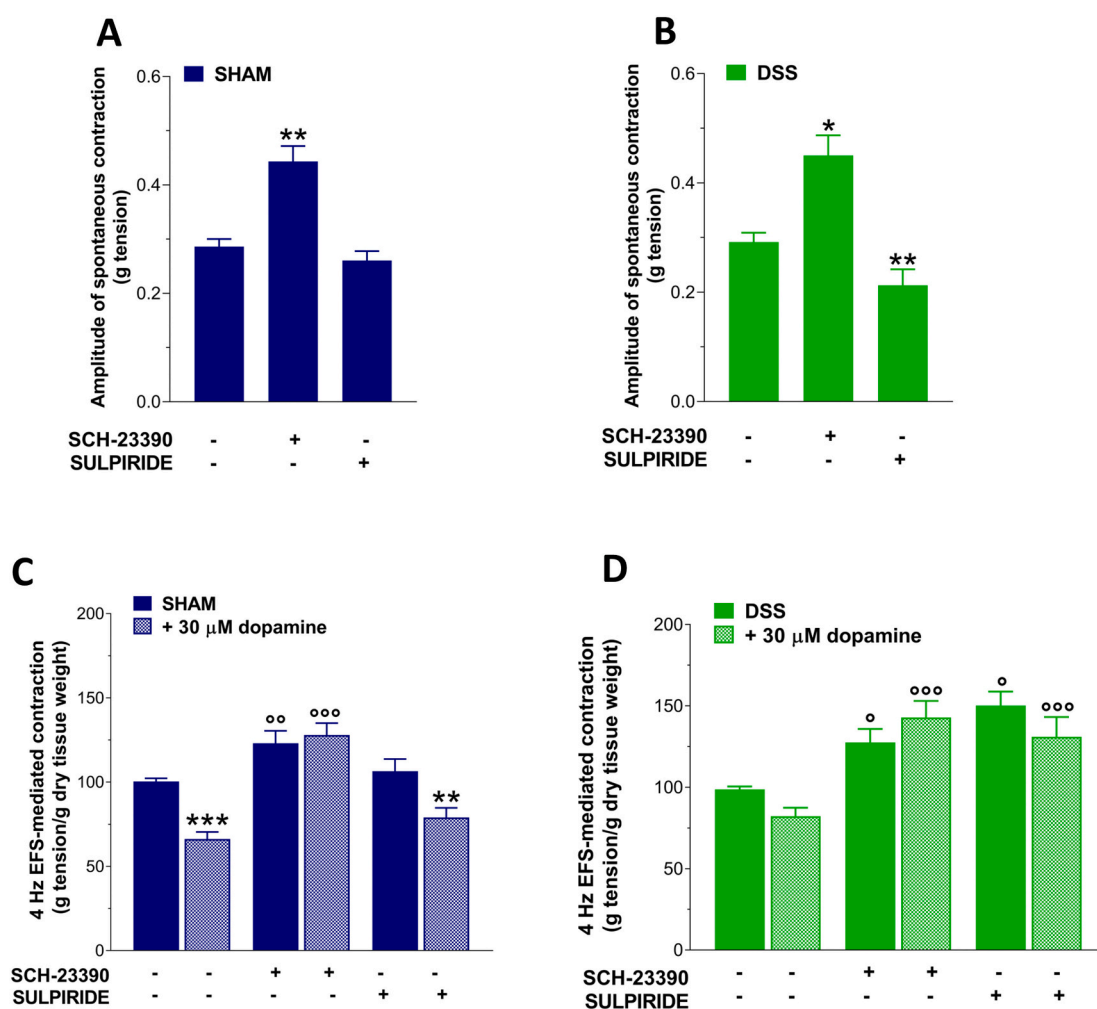 A
SHAM
Amplitude of spontaneous contraction
(g tension)
0.6
0.4
0.2
0.0
**
SCH-23390 - + -
SULPIRIDE - - +
B
DSS
Amplitude of spontaneous contraction
(g tension)
0.6
0.4
0.2
0.0
*
**
SCH-23390 - + -
SULPIRIDE - - +
C
SHAM
+ 30 μM dopamine
4 Hz EFS-mediated contraction
(g tension/g dry tissue weight)
200
150
100
50
0
***
°°
°°°
**
SCH-23390 - - + + - -
SULPIRIDE - - - - + +
D
DSS
+ 30 μM dopamine
4 Hz EFS-mediated contraction
(g tension/g dry tissue weight)
200
150
100
50
0
°
°°°
°
°°°
SCH-23390 - - + + - -
SULPIRIDE - - - - + +